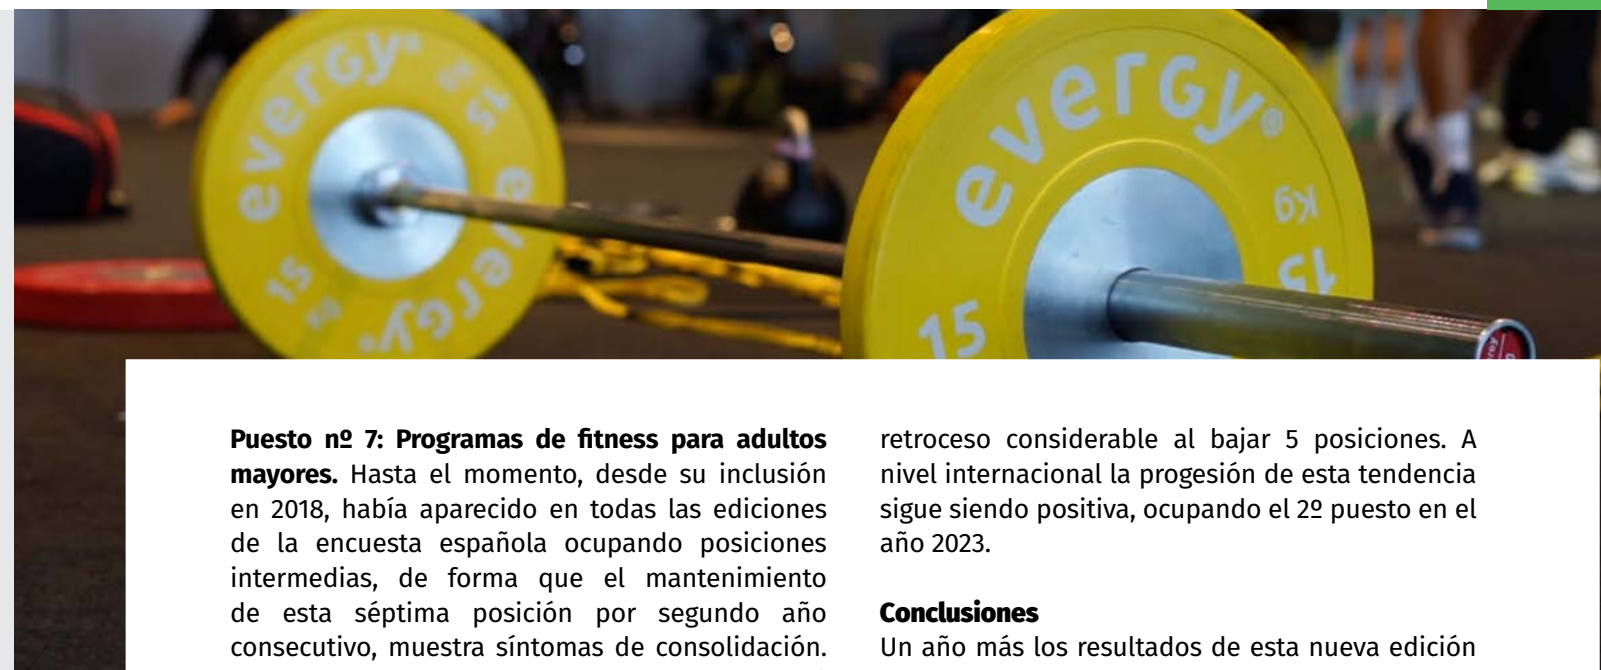 evergy®
15
evergy®
15
evergy®
kg
15
15
Puesto nº 7: Programas de fitness para adultos
mayores. Hasta el momento, desde su inclusión
en 2018, había aparecido en todas las ediciones
de la encuesta española ocupando posiciones
intermedias, de forma que el mantenimiento
de esta séptima posición por segundo año
consecutivo, muestra síntomas de consolidación.
retroceso considerable al bajar 5 posiciones. A
nivel internacional la progesión de esta tendencia
sigue siendo positiva, ocupando el 2º puesto en el
año 2023.
Conclusiones
Un año más los resultados de esta nueva edición